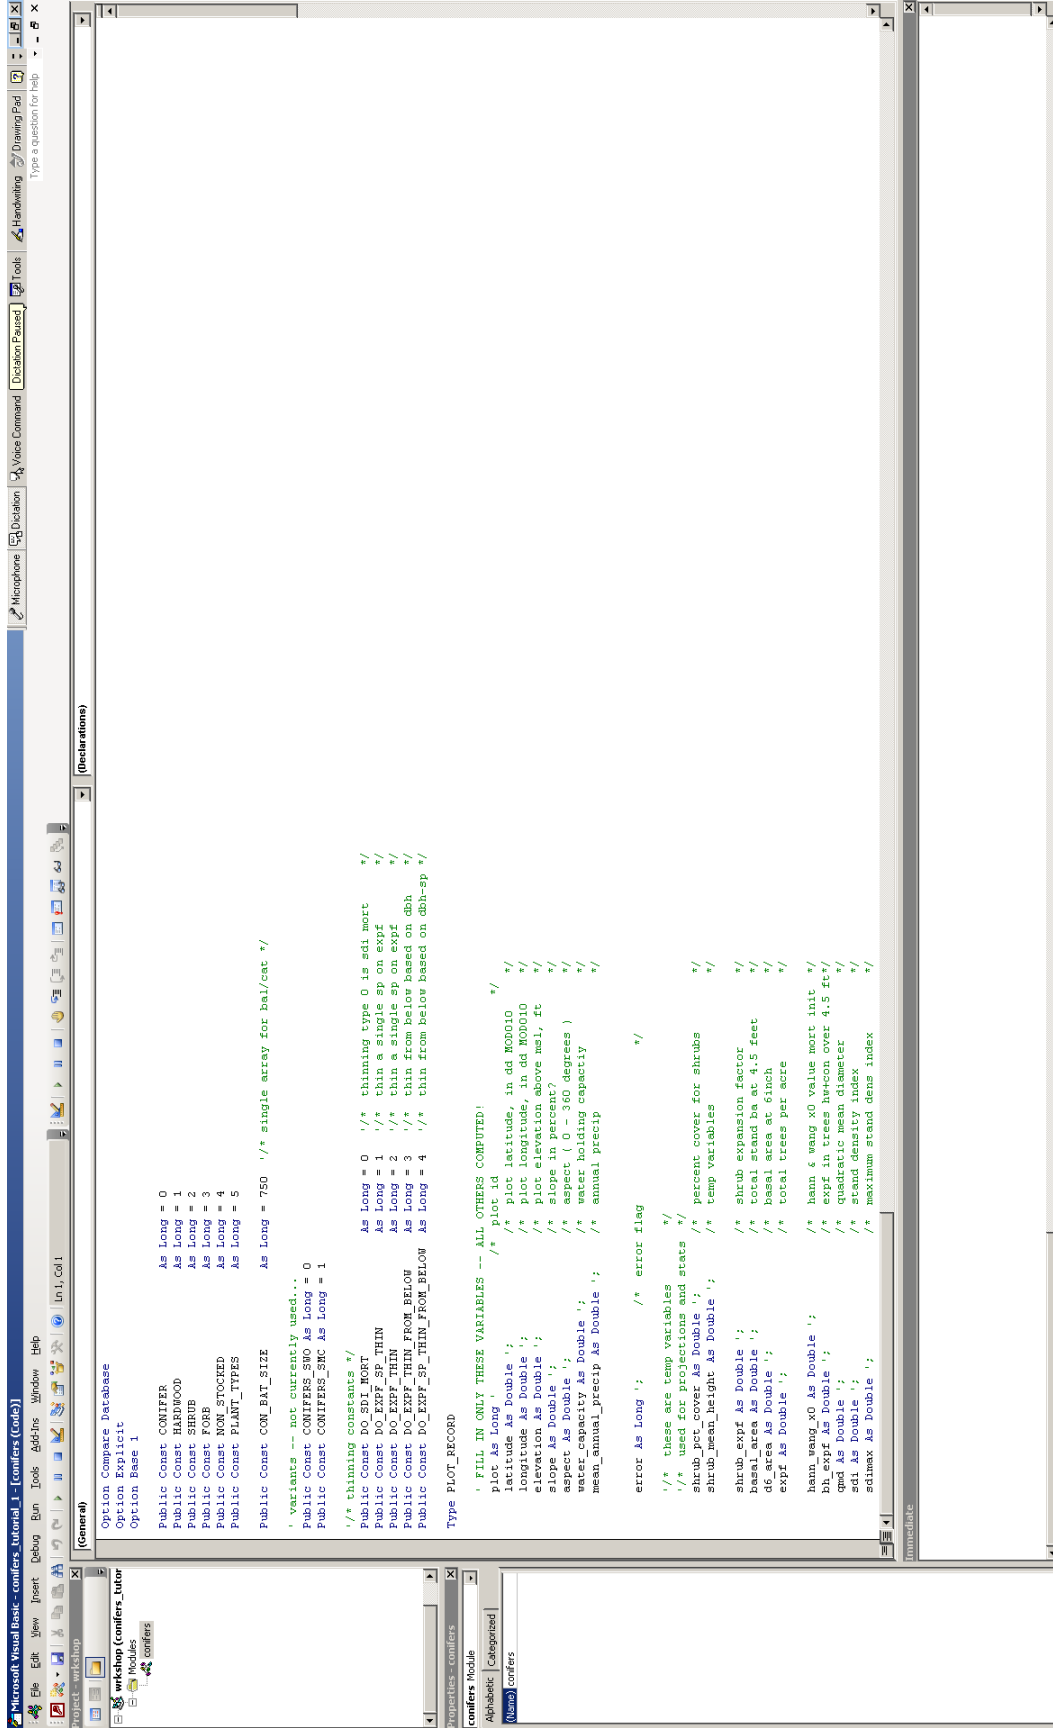 Microsoft Visual Basic - conifers_tutorial_1 - [conifers (Code)]
Microphone Dictation Voice Command Dictation Paused Tools Handwriting Drawing Pad
File Edit View Insert Debug Run Tools Add-Ins Window Help
Type a question for help
Ln 1, Col 1
Project - wrkshop
wrkshop (conifers_tutor
Modules
conifers
Properties - conifers
conifers Module
Alphabetic Categorized
(Name) conifers
(General) (Declarations)
Option Compare Database
Option Explicit
Option Base 1
Public Const CONIFER As Long = 0
Public Const HARDWOOD As Long = 1
Public Const SHRUB As Long = 2
Public Const FORB As Long = 3
Public Const NON_STOCKED As Long = 4
Public Const PLANT_TYPES As Long = 5
Public Const CON_BAT_SIZE As Long = 750 '/* single array for bal/cat */
' variants -- not currently used...
Public Const CONIFERS_SWO As Long = 0
Public Const CONIFERS_SMC As Long = 1
'/* thinning constants */
Public Const DO_SDI_MORT As Long = 0 '/* thinning type 0 is sdi mort */
Public Const DO_EXPF_SP_THIN As Long = 1 '/* thin a single sp on expf */
Public Const DO_EXPF_THIN As Long = 2 '/* thin a single sp on expf */
Public Const DO_EXPF_THIN_FROM_BELOW As Long = 3 '/* thin from below based on dbh */
Public Const DO_EXPF_SP_THIN_FROM_BELOW As Long = 4 '/* thin from below based on dbh-sp */
Type PLOT_RECORD
' FILL IN ONLY THESE VARIABLES -- ALL OTHERS COMPUTED!
plot As Long ' /* plot id */
latitude As Double '; /* plot latitude, in dd MOD010 */
longitude As Double '; /* plot longitude, in dd MOD010 */
elevation As Double '; /* plot elevation above msl, ft */
slope As Double '; /* slope in percent? */
aspect As Double '; /* aspect ( 0 - 360 degrees ) */
water_capacity As Double '; /* water holding capactiy */
mean_annual_precip As Double '; /* annual precip */
error As Long '; /* error flag */
'/* these are temp variables */
'/* used for projections and stats */
shrub_pct_cover As Double '; /* percent cover for shrubs */
shrub_mean_height As Double '; /* temp variables */
shrub_expf As Double '; /* shrub expansion factor */
basal_area As Double '; /* total stand ba at 4.5 feet */
d6_area As Double '; /* basal area at 6inch */
expf As Double '; /* total trees per acre */
hann_wang_x0 As Double '; /* hann & wang x0 value mort init */
bh_expf As Double '; /* expf in trees hw+con over 4.5 ft*/
qmd As Double '; /* quadratic mean diameter */
sdi As Double '; /* stand density index */
sdimax As Double '; /* maximum stand dens index */
Immediate